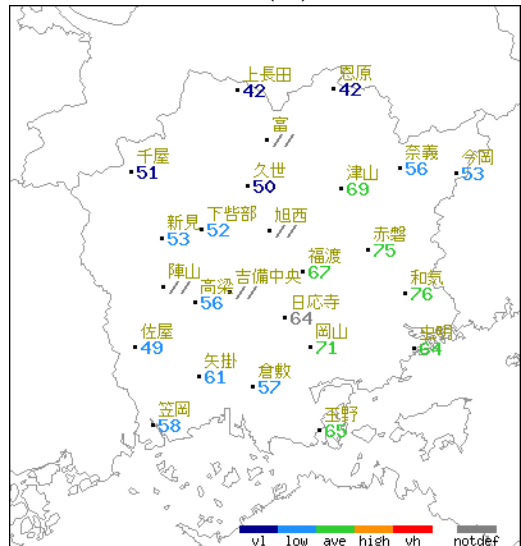 上長田
42
恩原
42
富
//
千屋
51
久世
50
津山
69
奈義
56
今岡
53
新見
53
下呰部
52
旭西
//
赤磐
75
福渡
67
陣山
//
高梁
56
吉備中央
//
和気
76
日応寺
64
佐屋
49
岡山
71
虫明
64
矢掛
61
倉敷
57
笠岡
58
玉野
65
vl low ave high vh notdef